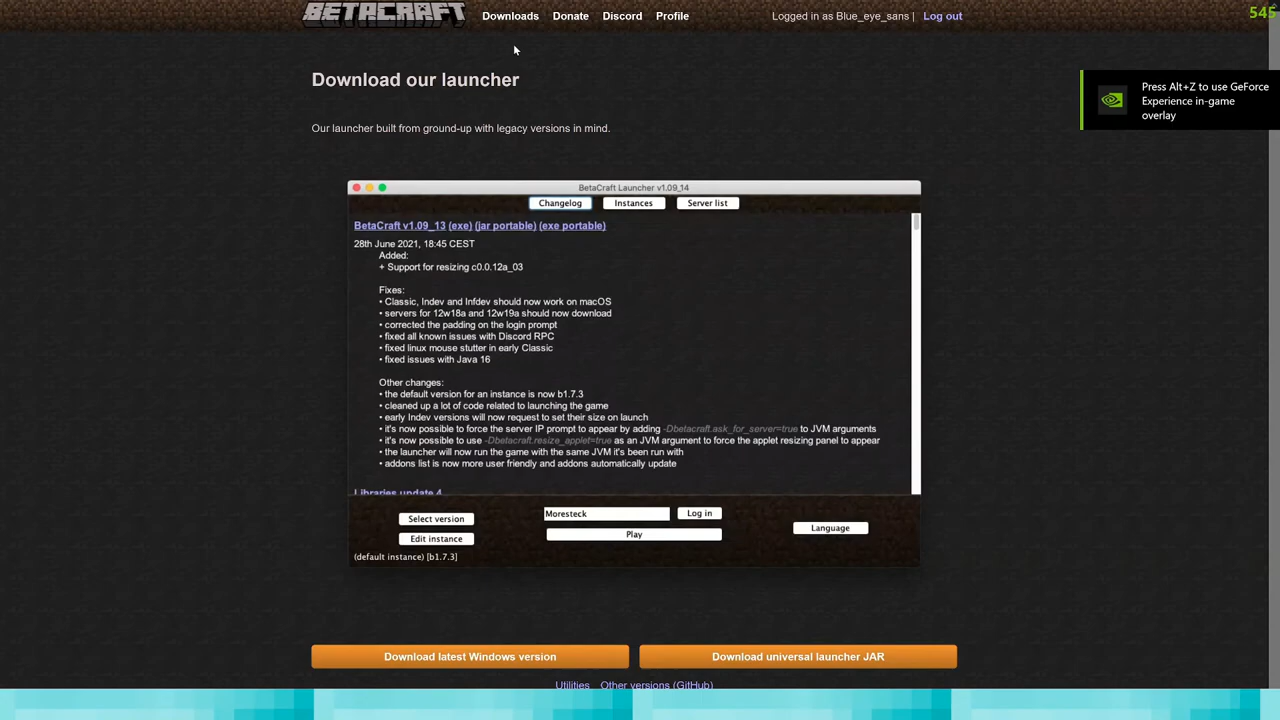 BETACRAFT Downloads Donate Discord Profile Logged in as Blue_eye_sans | Log out
545
Download our launcher
Press Alt+Z to use GeForce
Experience in-game
overlay
Our launcher built from ground-up with legacy versions in mind.
BetaCraft Launcher v1.09_14
Changelog Instances Server list
BetaCraft v1.09_13 (exe) (jar portable) (exe portable)
28th June 2021, 18:45 CEST
Added:
+ Support for resizing c0.0.12a_03
Fixes:
• Classic, Indev and Infdev should now work on macOS
• servers for 12w18a and 12w19a should now download
• corrected the padding on the login prompt
• fixed all known issues with Discord RPC
• fixed linux mouse stutter in early Classic
• fixed issues with Java 16
Other changes:
• the default version for an instance is now b1.7.3
• cleaned up a lot of code related to launching the game
• early Indev versions will now request to set their size on launch
• it's now possible to force the server IP prompt to appear by adding -Dbetacraft.ask_for_server=true to JVM arguments
• it's now possible to use -Dbetacraft.resize_applet=true as an JVM argument to force the applet resizing panel to appear
• the launcher will now run the game with the same JVM it's been run with
• addons list is now more user friendly and addons automatically update
Libraries update 4
Select version Moresteck Log in
Edit instance Play Language
(default instance) [b1.7.3]
Download latest Windows version Download universal launcher JAR
Utilities Other versions (GitHub)